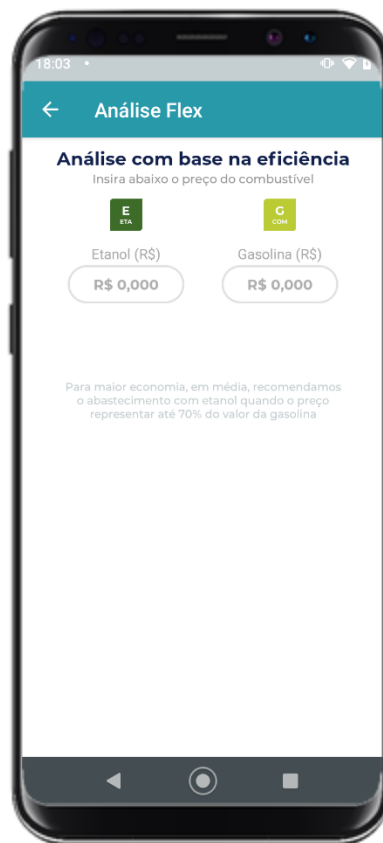 18:03
Análise Flex
Análise com base na eficiência
Insira abaixo o preço do combustível
E
ETA
G
COM
Etanol (R$)
Gasolina (R$)
R$ 0,000
R$ 0,000
Para maior economia, em média, recomendamos
o abastecimento com etanol quando o preço
representar até 70% do valor da gasolina